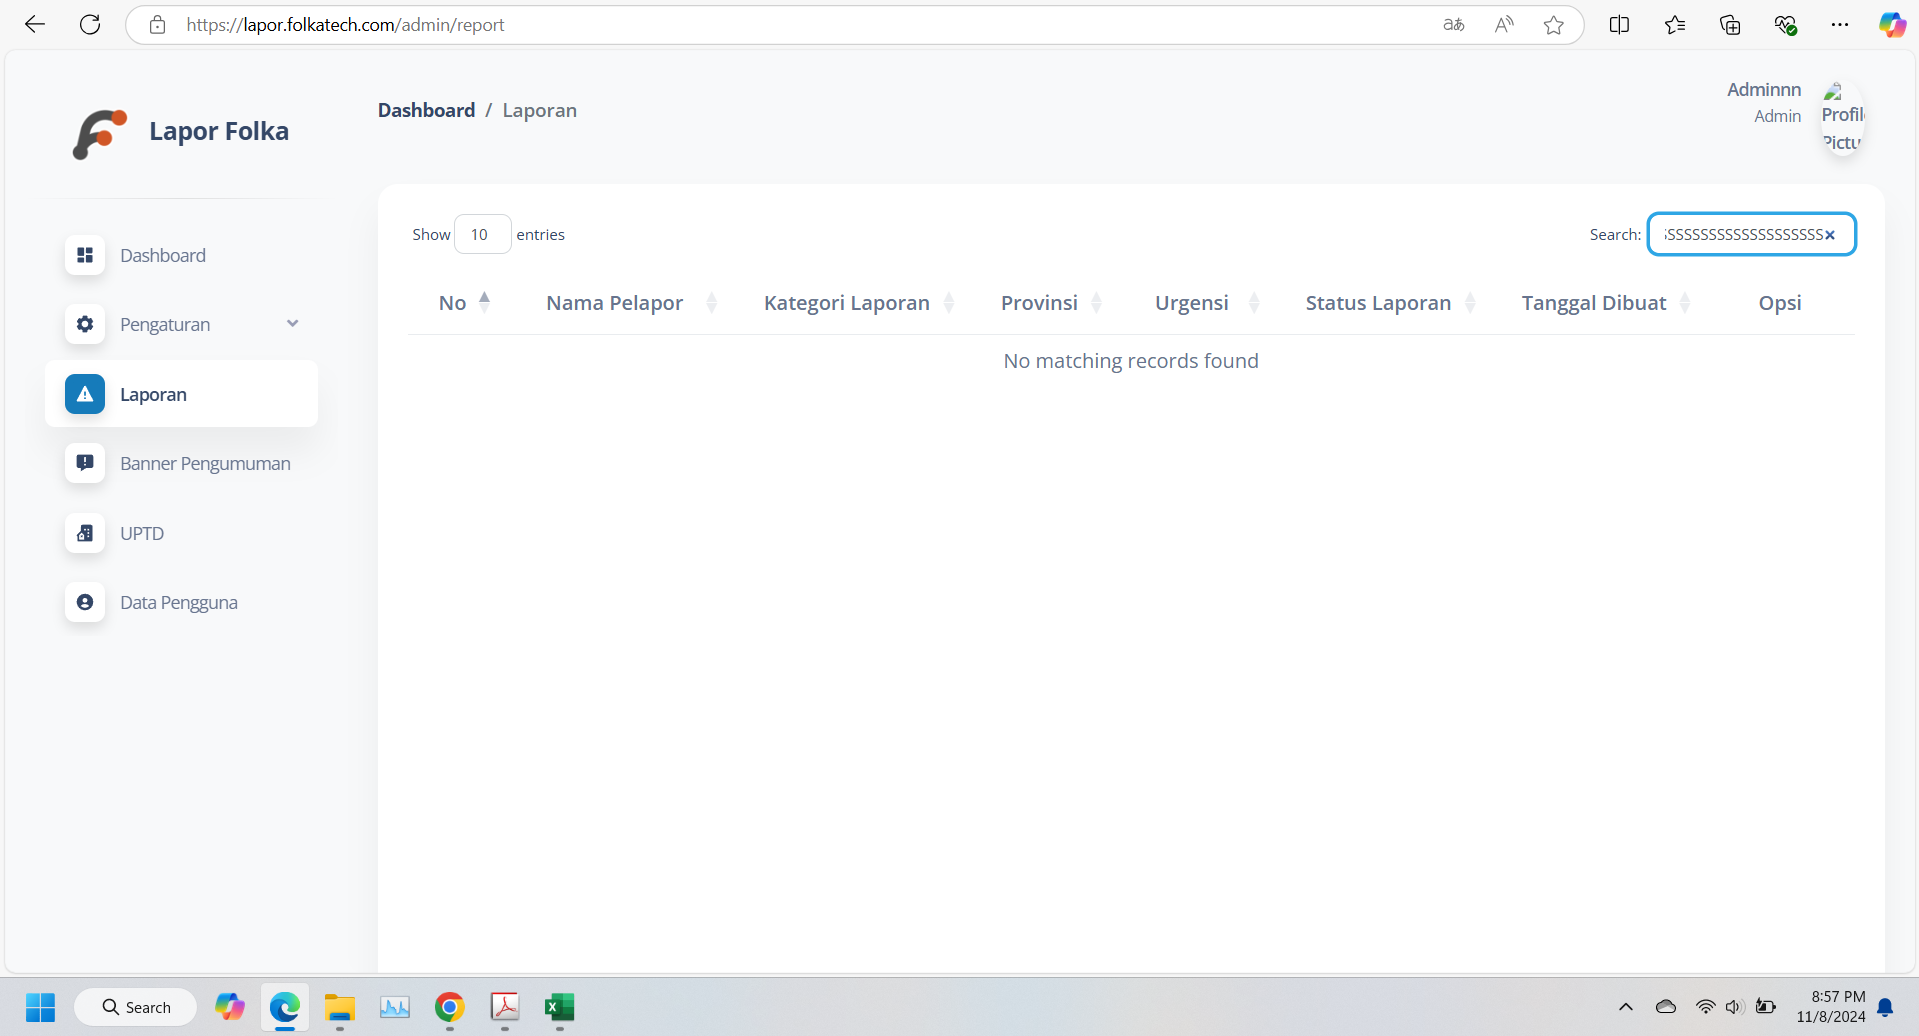 https://lapor.folkatech.com/admin/report
Lapor Folka
Dashboard / Laporan
Adminnn
Admin
Profil
Pictu
Dashboard
Pengaturan
Laporan
Banner Pengumuman
UPTD
Data Pengguna
Show 10 entries
Search:
No Nama Pelapor Kategori Laporan Provinsi Urgensi Status Laporan Tanggal Dibuat Opsi
No matching records found
Search
8:57 PM
11/8/2024